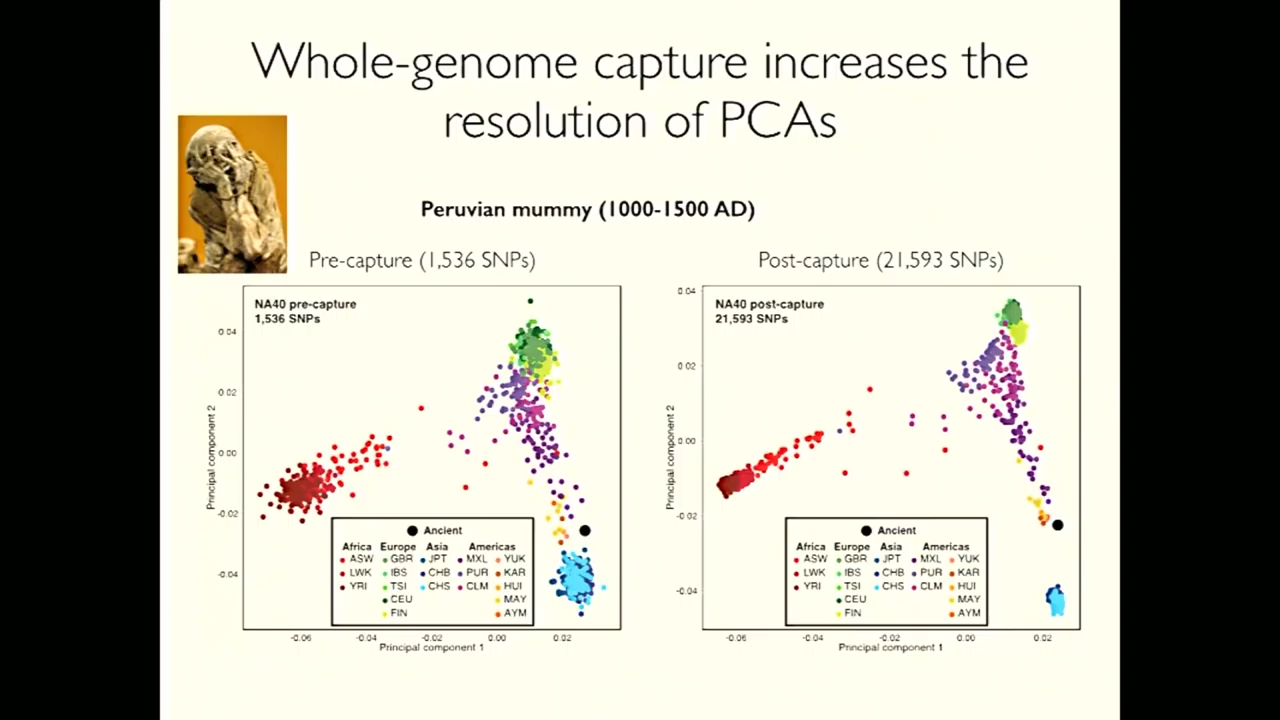 Whole-genome capture increases the
resolution of PCAs
Peruvian mummy (1000-1500 AD)
Pre-capture (1,536 SNPs)
NA40 pre-capture
1,536 SNPs
0.04
0.02
0.00
-0.02
-0.04
Principal component 2
Ancient
Africa Europe Asia Americas
ASW GBR JPT MXL YUK
LWK IBS CHB PUR KAR
YRI TSI CHS CLM HUI
CEU MAY
FIN AYM
-0.06 -0.04 -0.02 0.00 0.02
Principal component 1
Post-capture (21,593 SNPs)
NA40 post-capture
21,593 SNPs
0.04
0.02
0.00
-0.02
-0.04
Principal component 2
Ancient
Africa Europe Asia Americas
ASW GBR JPT MXL YUK
LWK IBS CHB PUR KAR
YRI TSI CHS CLM HUI
CEU MAY
FIN AYM
-0.06 -0.04 -0.02 0.00 0.02
Principal component 1